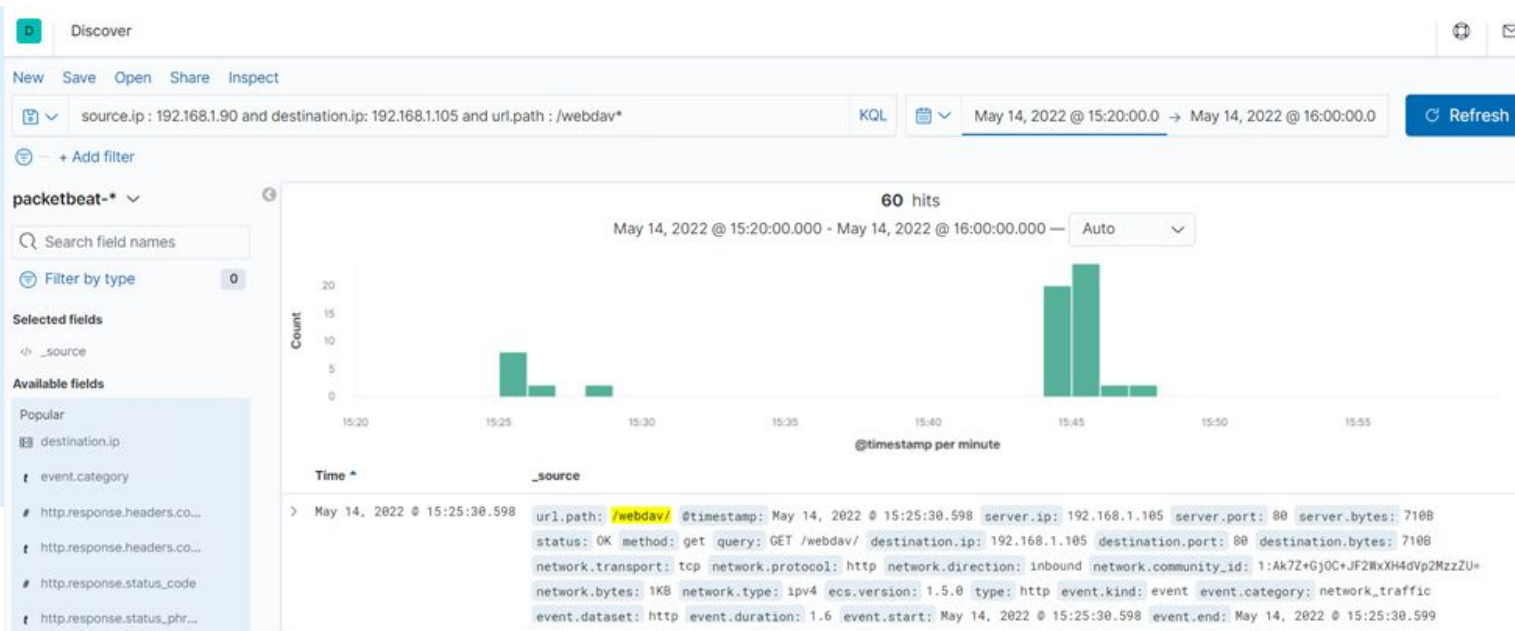 D Discover
New Save Open Share Inspect
source.ip : 192.168.1.90 and destination.ip: 192.168.1.105 and url.path : /webdav* KQL May 14, 2022 @ 15:20:00.0 → May 14, 2022 @ 16:00:00.0 Refresh
+ Add filter
packetbeat-*
Search field names
Filter by type 0
Selected fields
</> _source
Available fields
Popular
destination.ip
t event.category
# http.response.headers.co...
t http.response.headers.co...
# http.response.status_code
t http.response.status_phr...
60 hits
May 14, 2022 @ 15:20:00.000 - May 14, 2022 @ 16:00:00.000 — Auto
Count
20
15
10
5
0
15:20 15:25 15:30 15:35 15:40 15:45 15:50 15:55
@timestamp per minute
Time _source
> May 14, 2022 @ 15:25:30.598 url.path: /webdav/ @timestamp: May 14, 2022 @ 15:25:30.598 server.ip: 192.168.1.105 server.port: 80 server.bytes: 710B
status: OK method: get query: GET /webdav/ destination.ip: 192.168.1.105 destination.port: 80 destination.bytes: 710B
network.transport: tcp network.protocol: http network.direction: inbound network.community_id: 1:Ak7Z+GjOC+JF2WxXH4dVp2MzzZU=
network.bytes: 1KB network.type: ipv4 ecs.version: 1.5.0 type: http event.kind: event event.category: network_traffic
event.dataset: http event.duration: 1.6 event.start: May 14, 2022 @ 15:25:30.598 event.end: May 14, 2022 @ 15:25:30.599